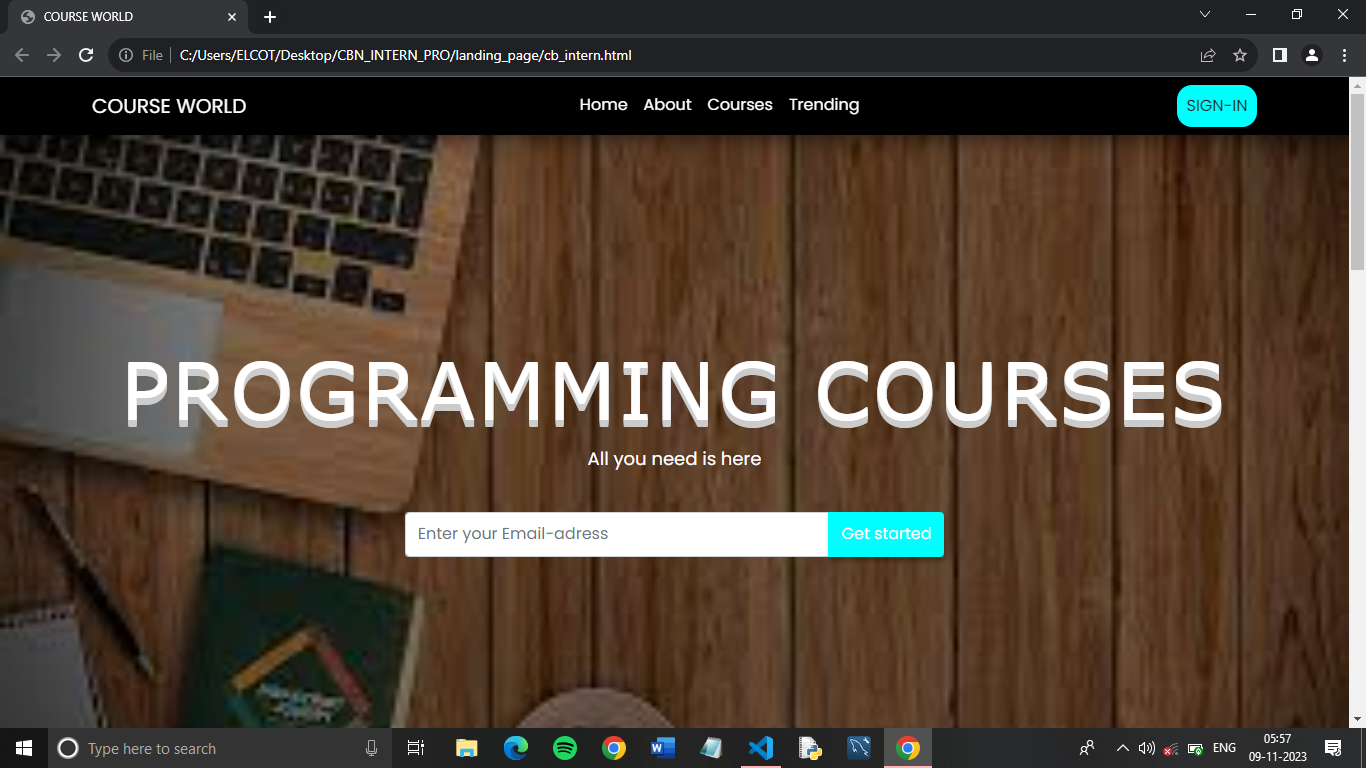 COURSE WORLD
File C:/Users/ELCOT/Desktop/CBN_INTERN_PRO/landing_page/cb_intern.html
COURSE WORLD Home About Courses Trending SIGN-IN
PROGRAMMING COURSES
All you need is here
Enter your Email-adress Get started
Type here to search ENG 05:57
09-11-2023